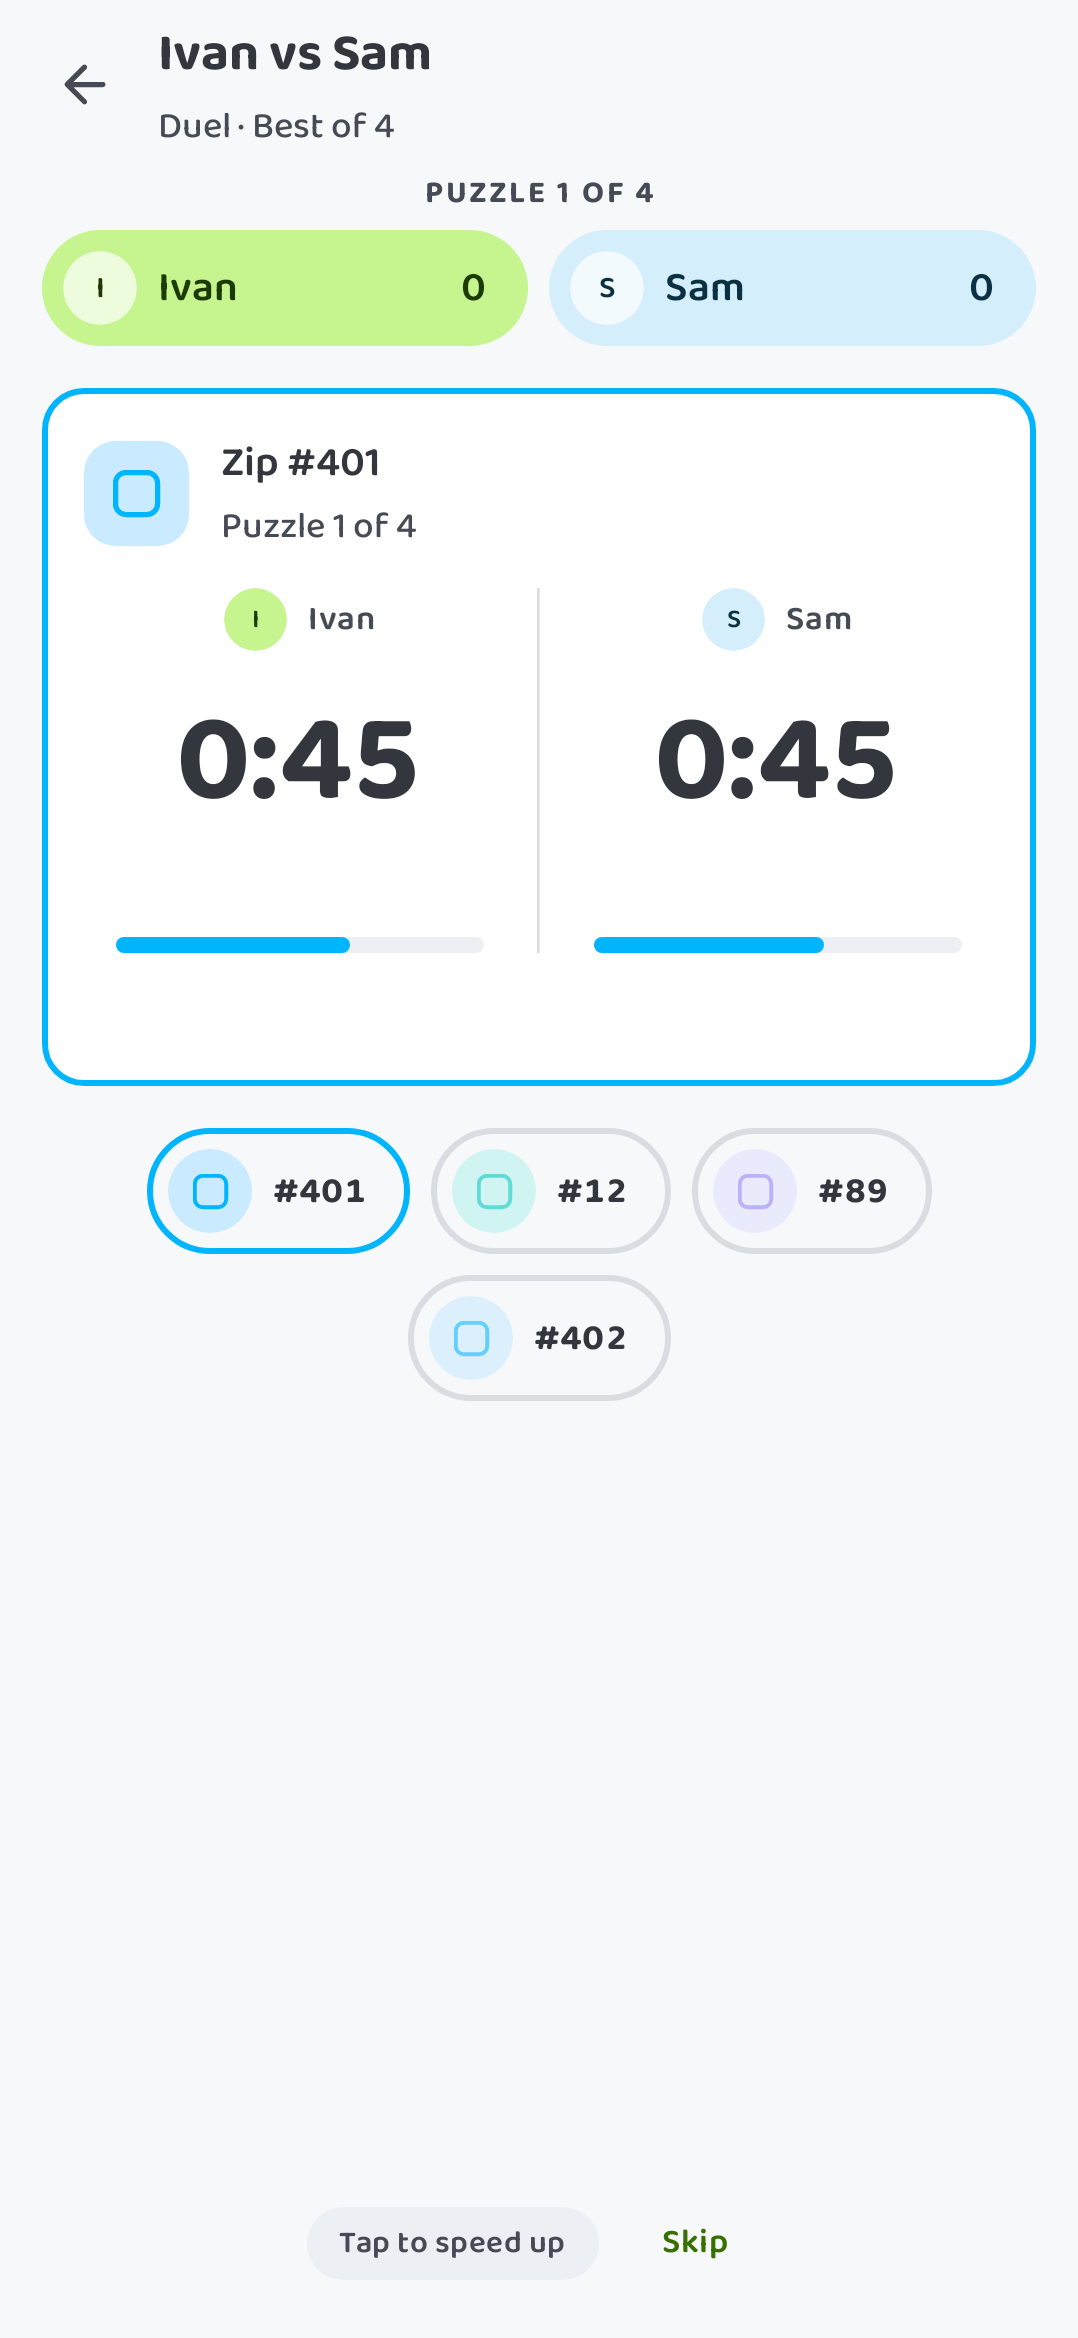 Ivan vs Sam
Duel · Best of 4
PUZZLE 1 OF 4
I Ivan 0
S Sam 0
Zip #401
Puzzle 1 of 4
I Ivan
S Sam
0:45
0:45
#401
#12
#89
#402
Tap to speed up
Skip